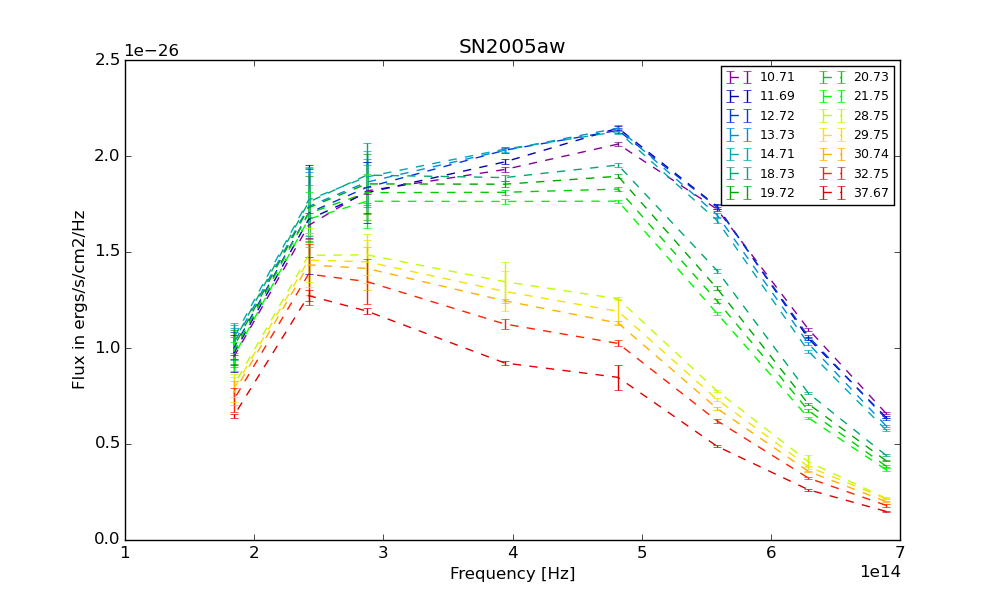 SN2005aw
1e−26
2.5
2.0
1.5
1.0
0.5
0.0
Flux in ergs/s/cm2/Hz
10.71 20.73
11.69 21.75
12.72 28.75
13.73 29.75
14.71 30.74
18.73 32.75
19.72 37.67
1 2 3 4 5 6 7
Frequency [Hz]
1e14